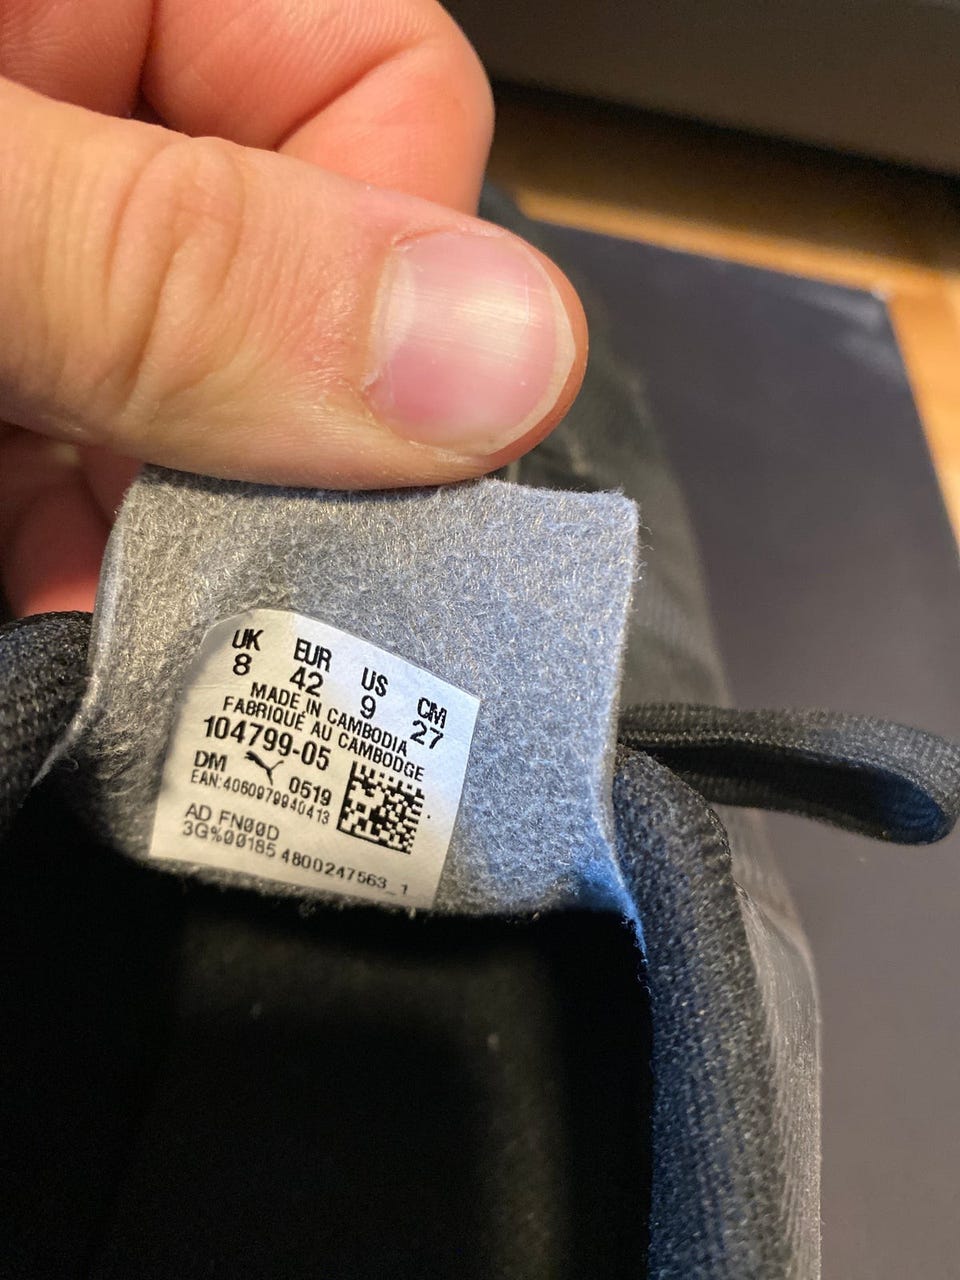 UK EUR US CM
8 42 9 27
MADE IN CAMBODIA
FABRIQUÉ AU CAMBODGE
104799-05
DM 0519
EAN:4060979940413
AD FN00D
3G%00185 4800247563_1